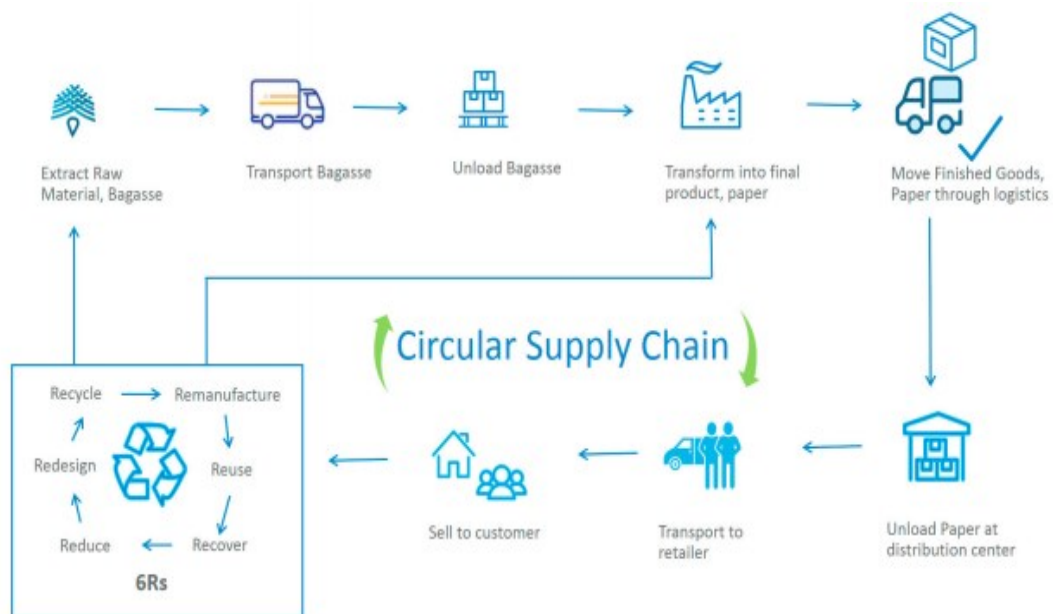 Extract Raw
Material, Bagasse
Transport Bagasse
Unload Bagasse
Transform into final
product, paper
Move Finished Goods,
Paper through logistics
Circular Supply Chain
Recycle
Remanufacture
Redesign
Reuse
Reduce
Recover
6Rs
Sell to customer
Transport to
retailer
Unload Paper at
distribution center